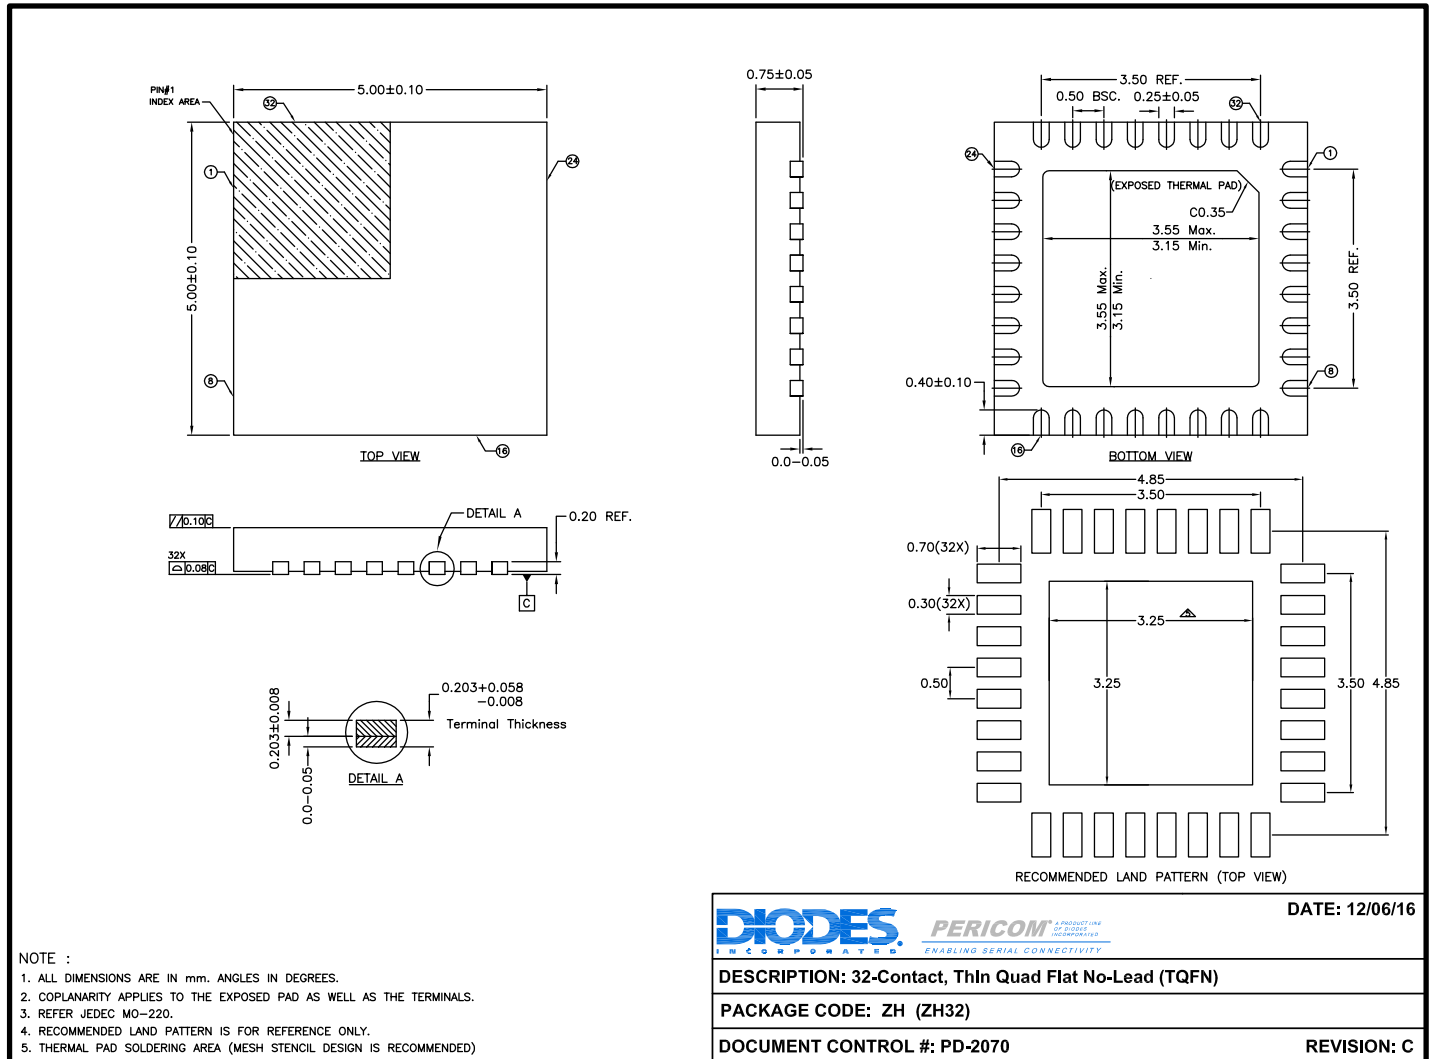 PIN#1
INDEX AREA
5.00±0.10
32
1
24
5.00±0.10
8
16
TOP VIEW
0.75±0.05
0.0-0.05
3.50 REF.
0.50 BSC.
0.25±0.05
32
24
1
(EXPOSED THERMAL PAD)
C0.35
3.55 Max.
3.15 Min.
3.55 Max.
3.15 Min.
3.50 REF.
0.40±0.10
8
16
BOTTOM VIEW
//0.10C
32X
0.08C
DETAIL A
0.20 REF.
C
0.203±0.008
0.0-0.05
0.203+0.058
-0.008
Terminal Thickness
DETAIL A
4.85
3.50
0.70(32X)
0.30(32X)
0.50
3.25
5
3.25
3.50 4.85
RECOMMENDED LAND PATTERN (TOP VIEW)
NOTE :
1. ALL DIMENSIONS ARE IN mm. ANGLES IN DEGREES.
2. COPLANARITY APPLIES TO THE EXPOSED PAD AS WELL AS THE TERMINALS.
3. REFER JEDEC MO-220.
4. RECOMMENDED LAND PATTERN IS FOR REFERENCE ONLY.
5. THERMAL PAD SOLDERING AREA (MESH STENCIL DESIGN IS RECOMMENDED)
DIODES.
INCORPORATED
PERICOM®
A PRODUCT LINE
OF DIODES
INCORPORATED
ENABLING SERIAL CONNECTIVITY
DATE: 12/06/16
DESCRIPTION: 32-Contact, Thin Quad Flat No-Lead (TQFN)
PACKAGE CODE: ZH (ZH32)
DOCUMENT CONTROL #: PD-2070
REVISION: C